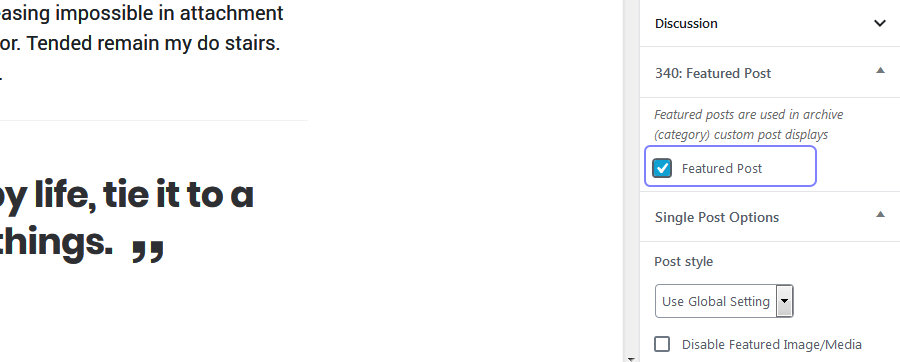 easing impossible in attachment
or. Tended remain my do stairs.
.
y life, tie it to a
things. ”
Discussion
340: Featured Post
Featured posts are used in archive
(category) custom post displays
Featured Post
Single Post Options
Post style
Use Global Setting
Disable Featured Image/Media